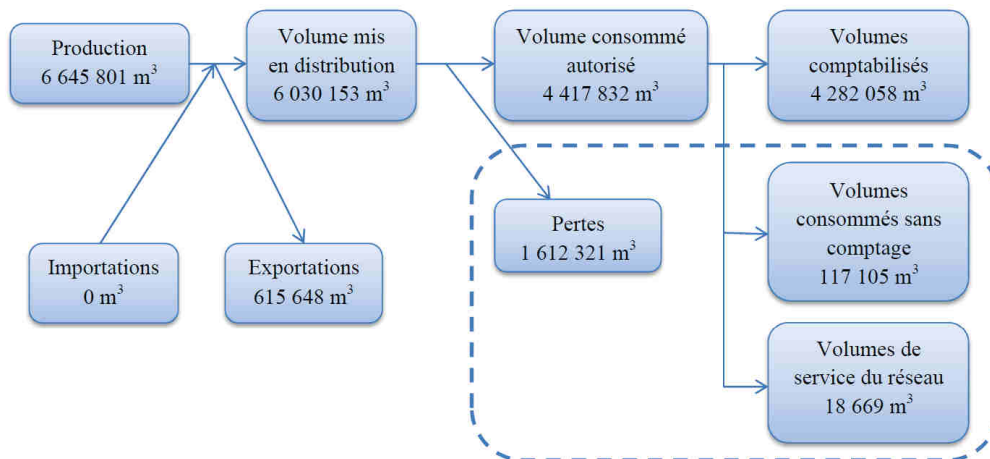 Production
6 645 801 m³
Volume mis
en distribution
6 030 153 m³
Volume consommé
autorisé
4 417 832 m³
Volumes
comptabilisés
4 282 058 m³
Importations
0 m³
Exportations
615 648 m³
Pertes
1 612 321 m³
Volumes
consommés sans
comptage
117 105 m³
Volumes de
service du réseau
18 669 m³